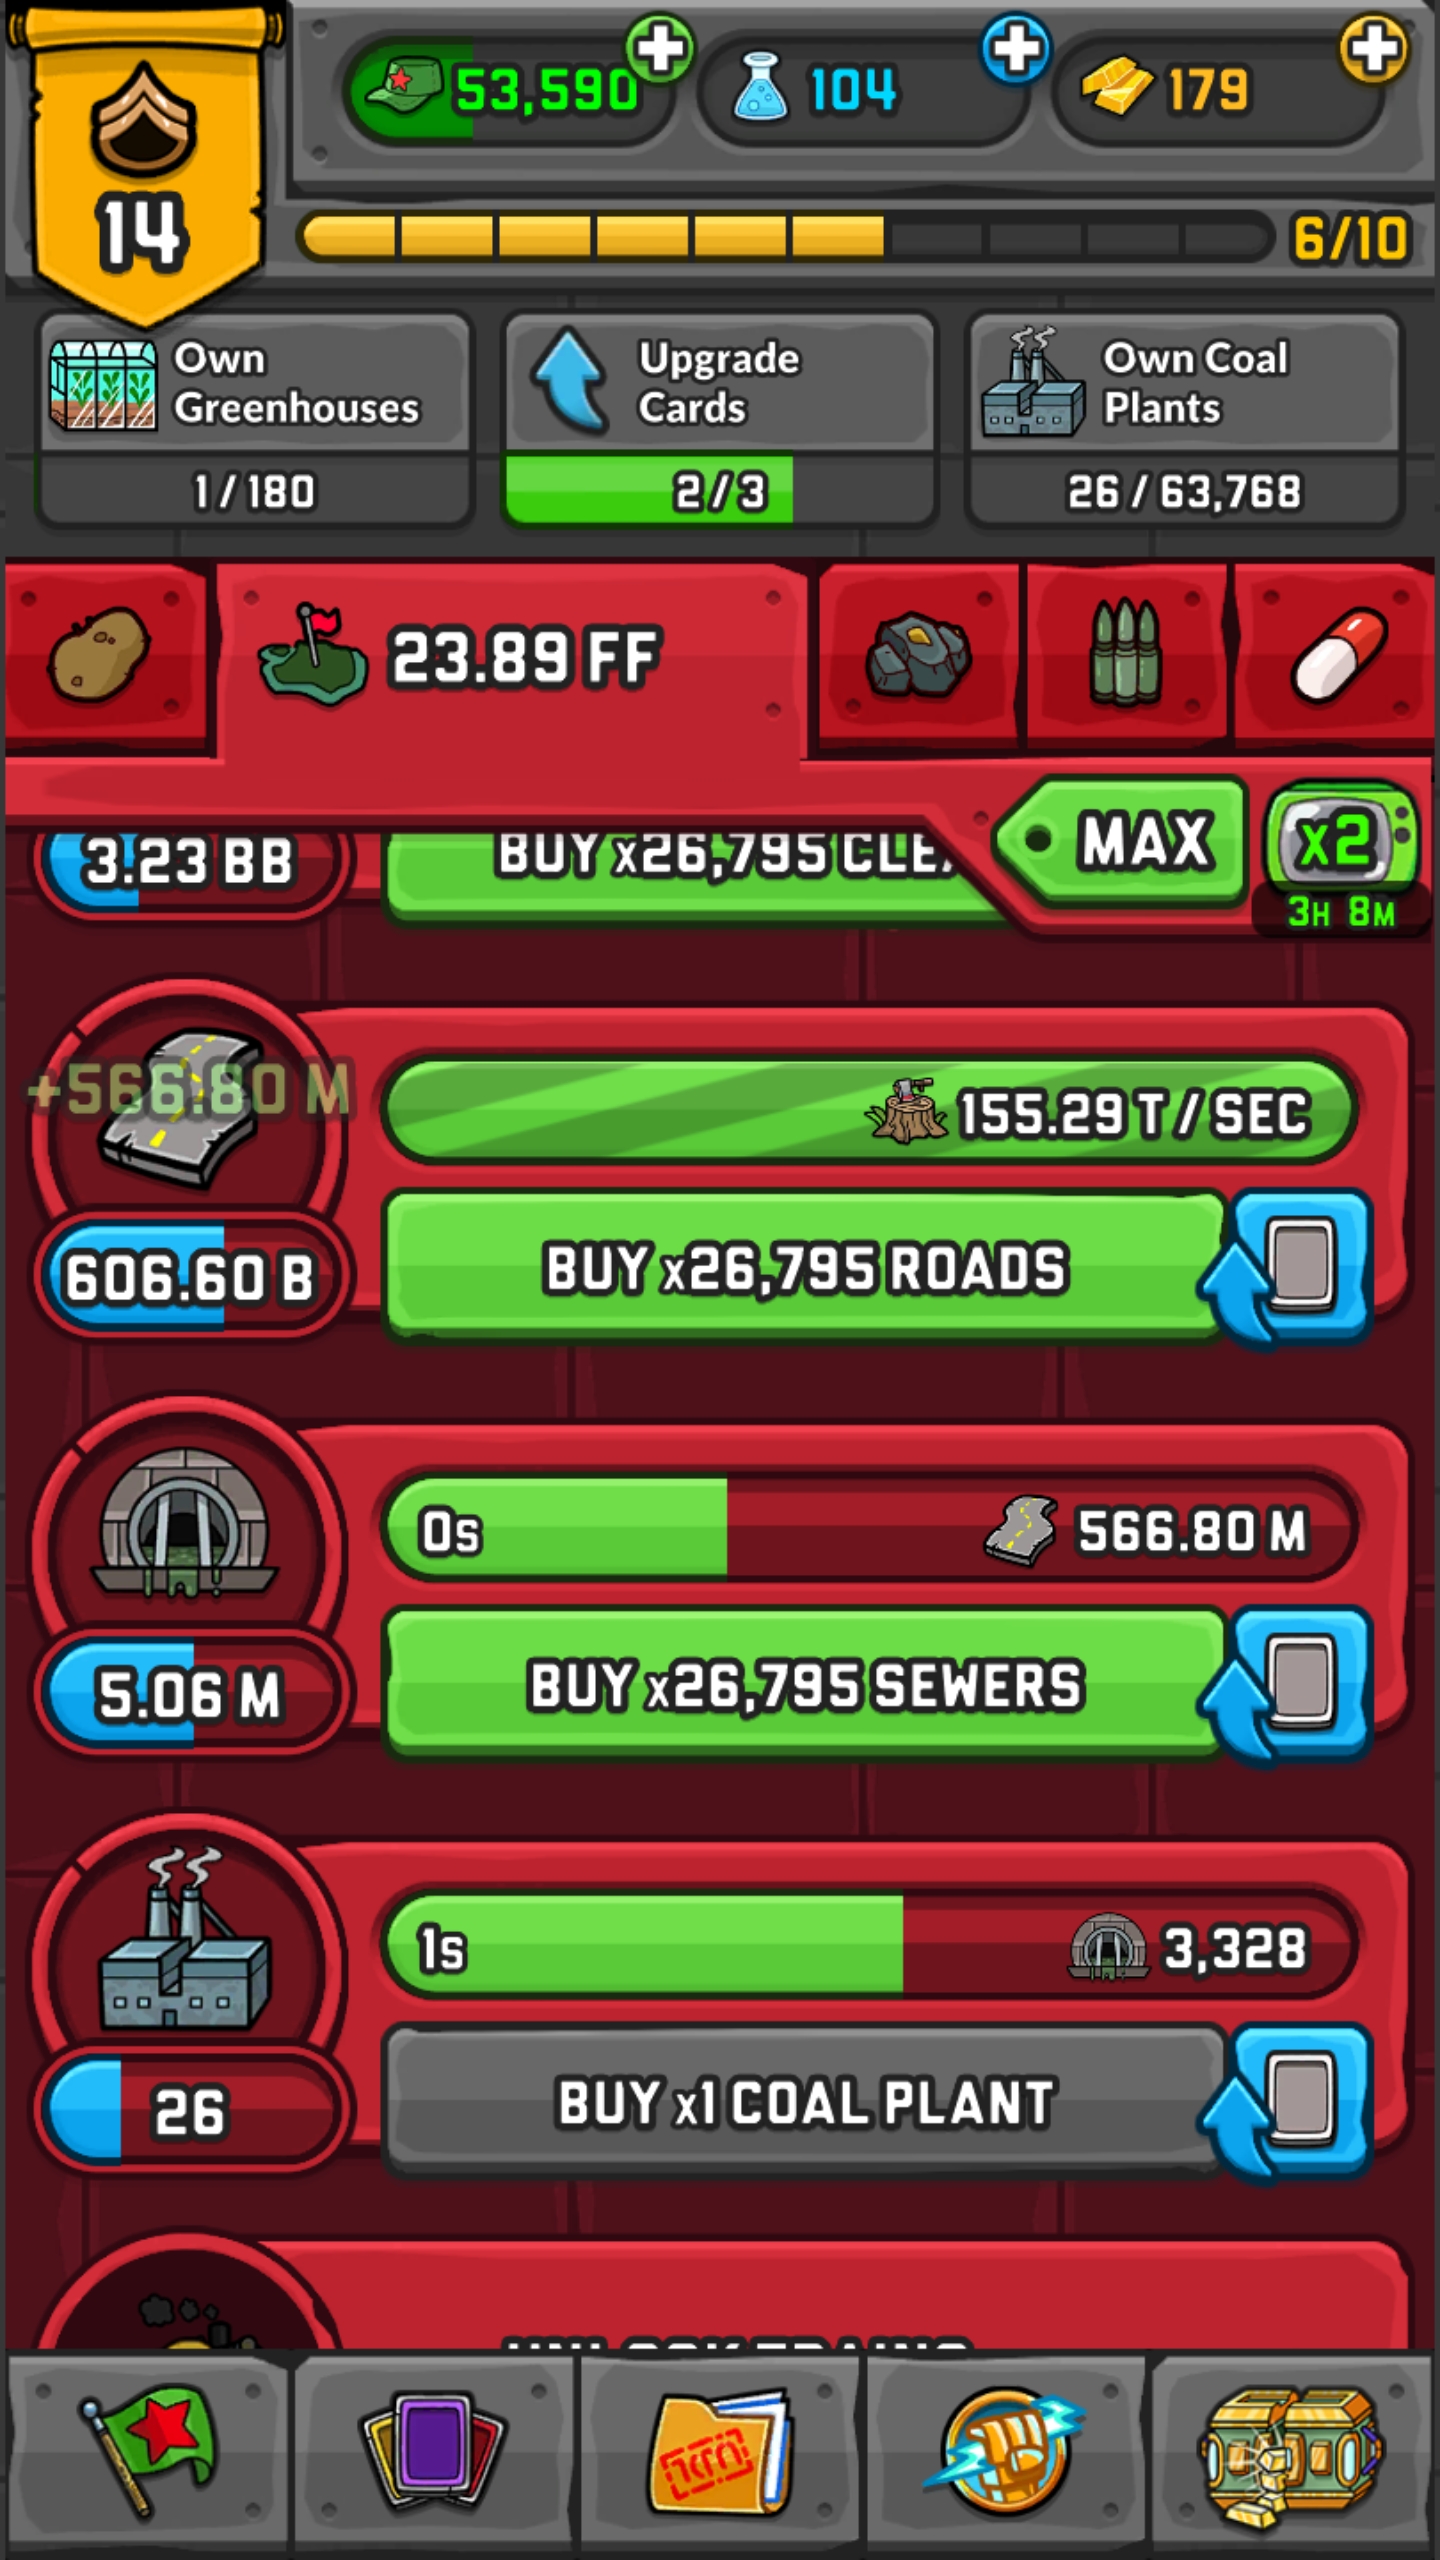 53,590
104
179
14
6/10
Own
Greenhouses
1/180
Upgrade
Cards
2/3
Own Coal
Plants
26/63,768
23.89 FF
MAX
x2
3H 8M
3.23 BB
BUY x26,795
+566.80 M
155.29 T/SEC
606.60 B
BUY x26,795 ROADS
0s
566.80 M
5.06 M
BUY x26,795 SEWERS
1s
3,328
26
BUY x1 COAL PLANT